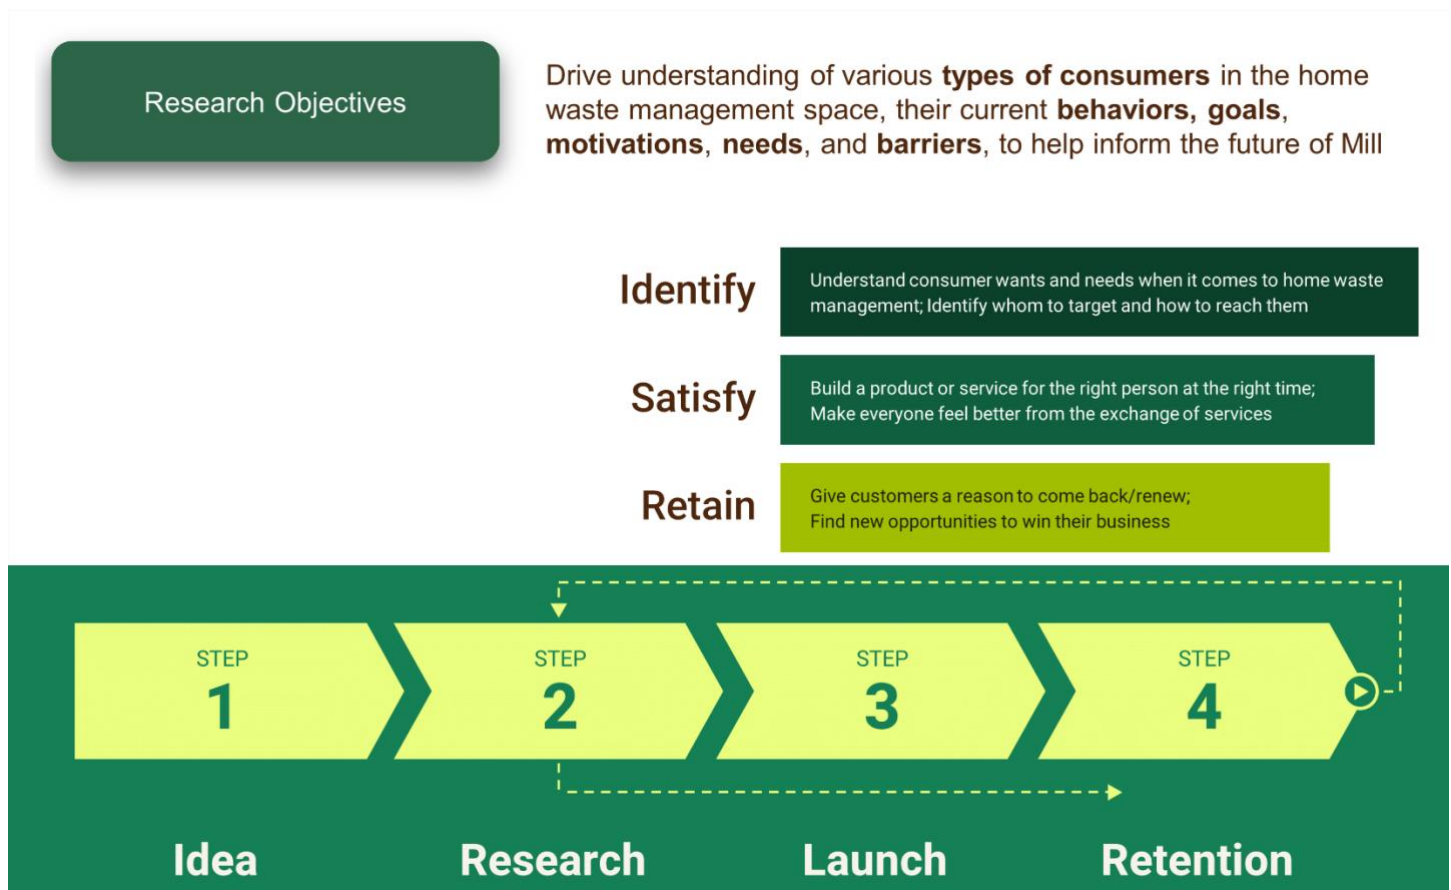 Research Objectives
Drive understanding of various types of consumers in the home
waste management space, their current behaviors, goals,
motivations, needs, and barriers, to help inform the future of Mill
Identify
Understand consumer wants and needs when it comes to home waste
management; Identify whom to target and how to reach them
Satisfy
Build a product or service for the right person at the right time;
Make everyone feel better from the exchange of services
Retain
Give customers a reason to come back/renew;
Find new opportunities to win their business
STEP
1
STEP
2
STEP
3
STEP
4
Idea
Research
Launch
Retention